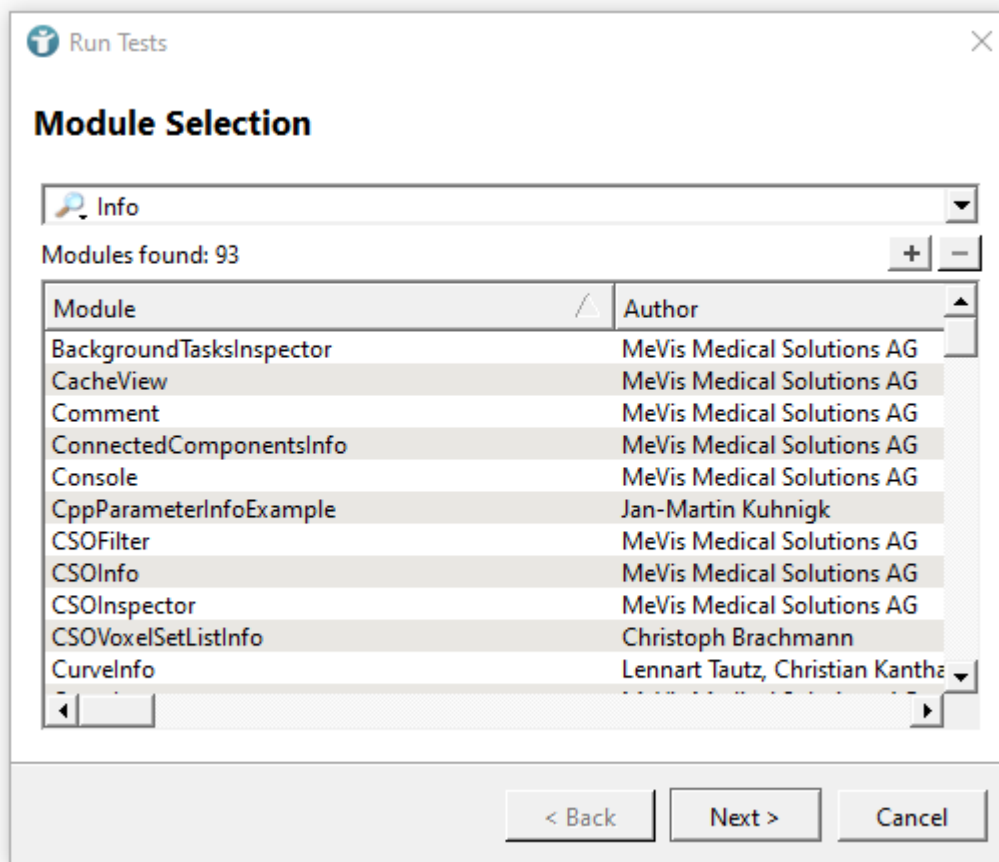 Run Tests
Module Selection
Info
Modules found: 93
Module Author
BackgroundTasksInspector MeVis Medical Solutions AG
CacheView MeVis Medical Solutions AG
Comment MeVis Medical Solutions AG
ConnectedComponentsInfo MeVis Medical Solutions AG
Console MeVis Medical Solutions AG
CppParameterInfoExample Jan-Martin Kuhnigk
CSOFilter MeVis Medical Solutions AG
CSOInfo MeVis Medical Solutions AG
CSOInspector MeVis Medical Solutions AG
CSOVoxelSetListInfo Christoph Brachmann
CurveInfo Lennart Tautz, Christian Kantha
< Back Next > Cancel